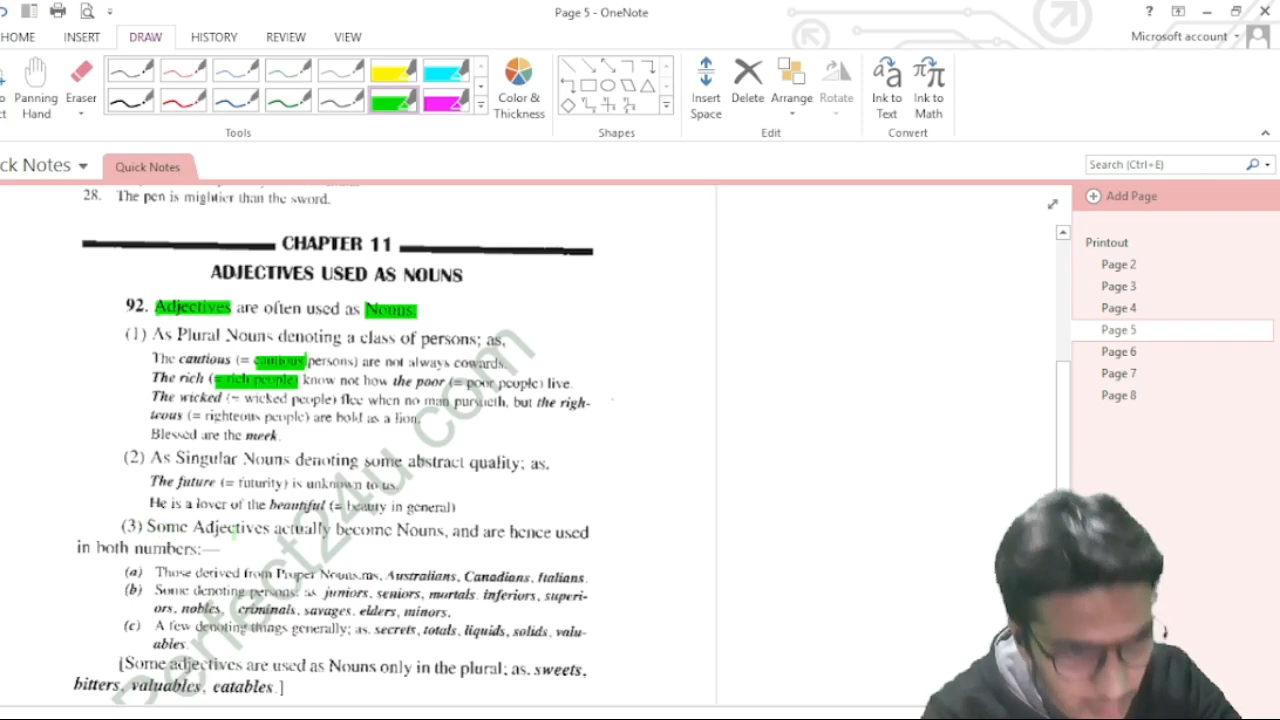 Page 5 - OneNote
HOME INSERT DRAW HISTORY REVIEW VIEW
Microsoft account
Panning Hand
Eraser
Color & Thickness
Insert Space
Delete
Arrange
Rotate
Ink to Text
Ink to Math
Tools
Shapes
Edit
Convert
ck Notes
Quick Notes
Search (Ctrl+E)
Add Page
Printout
Page 2
Page 3
Page 4
Page 5
Page 6
Page 7
Page 8
28. The pen is mightier than the sword.
CHAPTER 11
ADJECTIVES USED AS NOUNS
92. Adjectives are often used as Nouns.
(1) As Plural Nouns denoting a class of persons; as,
The cautious (= cautious persons) are not always cowards.
The rich (= rich people) know not how the poor (= poor people) live.
The wicked (= wicked people) flee when no man pursueth, but the righ-
teous (= righteous people) are bold as a lion.
Blessed are the meek.
(2) As Singular Nouns denoting some abstract quality; as,
The future (= futurity) is unknown to us.
He is a lover of the beautiful (= beauty in general)
(3) Some Adjectives actually become Nouns, and are hence used
in both numbers:—
(a) Those derived from Proper Nouns.ms, Australians, Canadians, Italians.
(b) Some denoting persons: as juniors, seniors, mortals. inferiors, superi-
ors, nobles, criminals, savages. elders, minors.
(c) A few denoting things generally; as. secrets, totals, liquids, solids, valu-
ables.
[Some adjectives are used as Nouns only in the plural; as, sweets,
bitters, valuables, eatables.]
Perfect24u.com